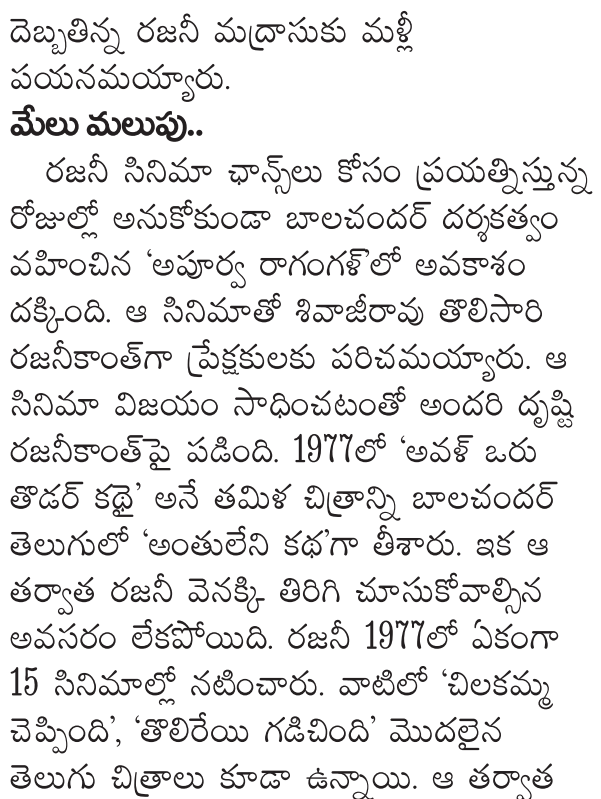 దెబ్బతిన్న రజనీ మద్రాసుకు మళ్లీ
పయనమయ్యారు.
మేలు మలుపు..
రజనీ సినిమా ఛాన్స్‌లు కోసం ప్రయత్నిస్తున్న
రోజుల్లో అనుకోకుండా బాలచందర్ దర్శకత్వం
వహించిన ‘అపూర్వ రాగంగళ్’లో అవకాశం
దక్కింది. ఆ సినిమాతో శివాజీరావు తొలిసారి
రజనీకాంత్‌గా ప్రేక్షకులకు పరిచమయ్యారు. ఆ
సినిమా విజయం సాధించటంతో అందరి దృష్టి
రజనీకాంత్‌పై పడింది. 1977లో ‘అవళ్ ఒరు
తొడర్ కథై’ అనే తమిళ చిత్రాన్ని బాలచందర్
తెలుగులో ‘అంతులేని కథ’గా తీశారు. ఇక ఆ
తర్వాత రజనీ వెనక్కి తిరిగి చూసుకోవాల్సిన
అవసరం లేకపోయిది. రజనీ 1977లో ఏకంగా
15 సినిమాల్లో నటించారు. వాటిలో ‘చిలకమ్మ
చెప్పింది’, ‘తొలిరేయి గడిచింది’ మొదలైన
తెలుగు చిత్రాలు కూడా ఉన్నాయి. ఆ తర్వాత